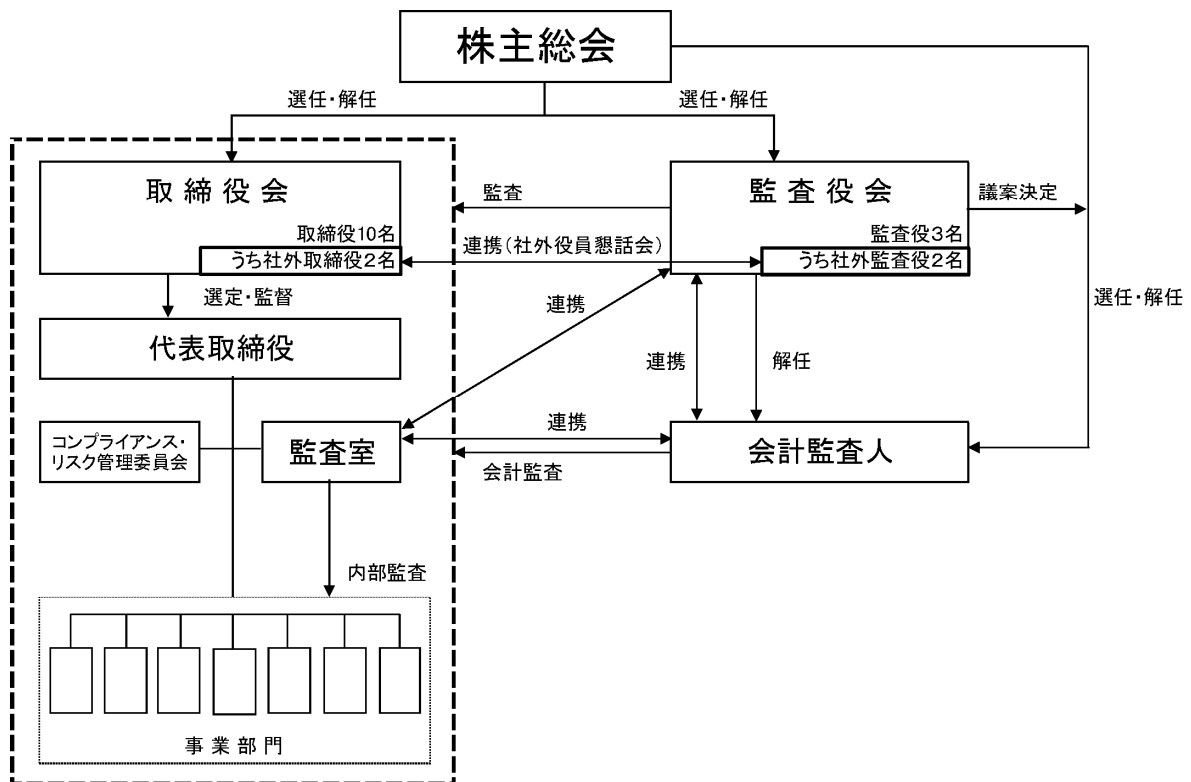 株主総会
選任・解任
選任・解任
取締役会
取締役10名
うち社外取締役2名
監査
連携(社外役員懇話会)
監査役会
監査役3名
うち社外監査役2名
議案決定
選定・監督
代表取締役
連携
連携
解任
選任・解任
コンプライアンス・
リスク管理委員会
監査室
連携
会計監査
会計監査人
内部監査
事業部門